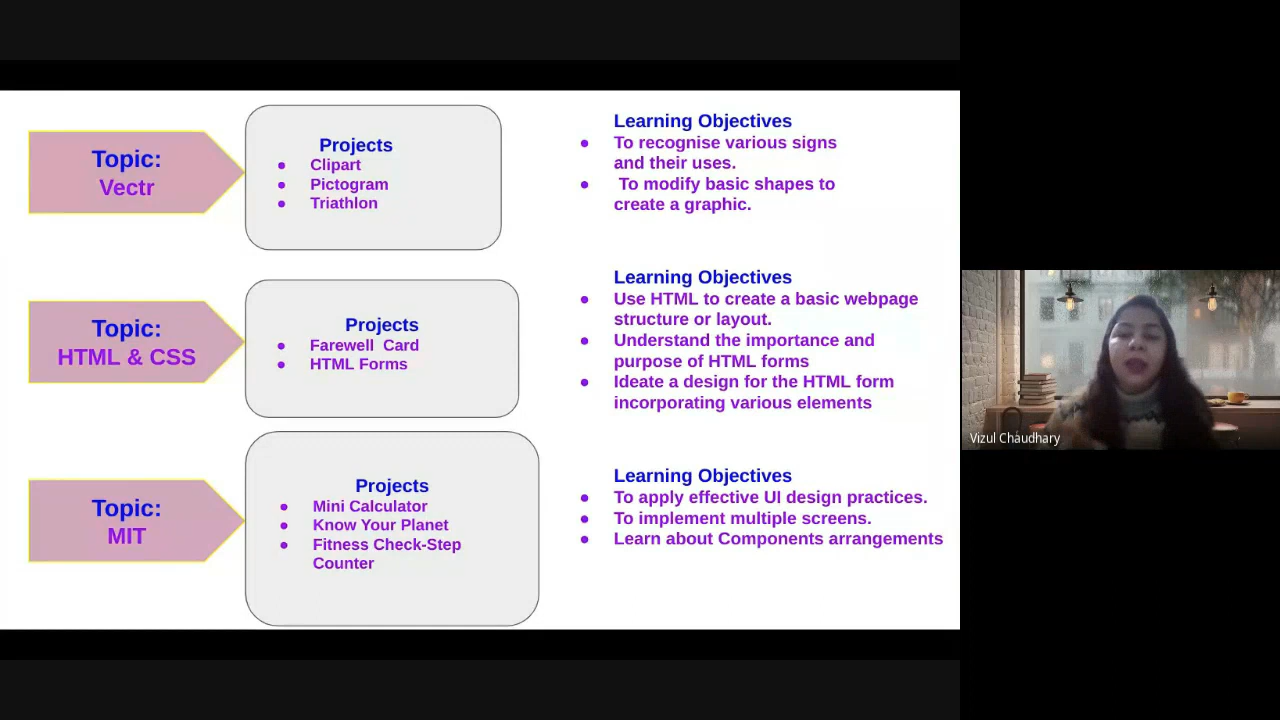 Topic:
Vectr
Projects
● Clipart
● Pictogram
● Triathlon
Learning Objectives
● To recognise various signs
and their uses.
● To modify basic shapes to
create a graphic.
Topic:
HTML & CSS
Projects
● Farewell Card
● HTML Forms
Learning Objectives
● Use HTML to create a basic webpage
structure or layout.
● Understand the importance and
purpose of HTML forms
● Ideate a design for the HTML form
incorporating various elements
Topic:
MIT
Projects
● Mini Calculator
● Know Your Planet
● Fitness Check-Step
Counter
Learning Objectives
● To apply effective UI design practices.
● To implement multiple screens.
● Learn about Components arrangements
Vizul Chaudhary